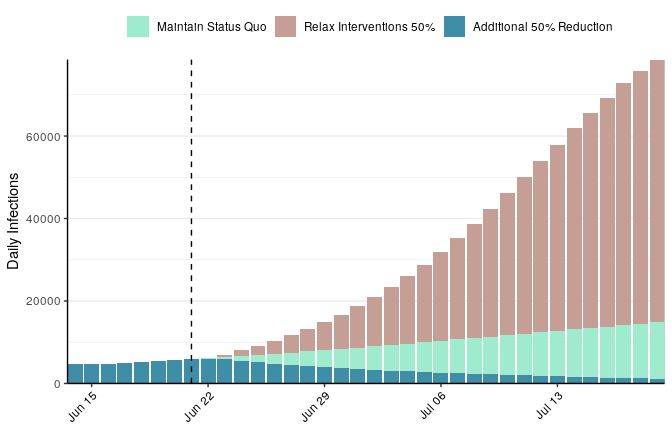 Maintain Status Quo Relax Interventions 50% Additional 50% Reduction
Daily Infections
60000
40000
20000
0
Jun 15 Jun 22 Jun 29 Jul 06 Jul 13